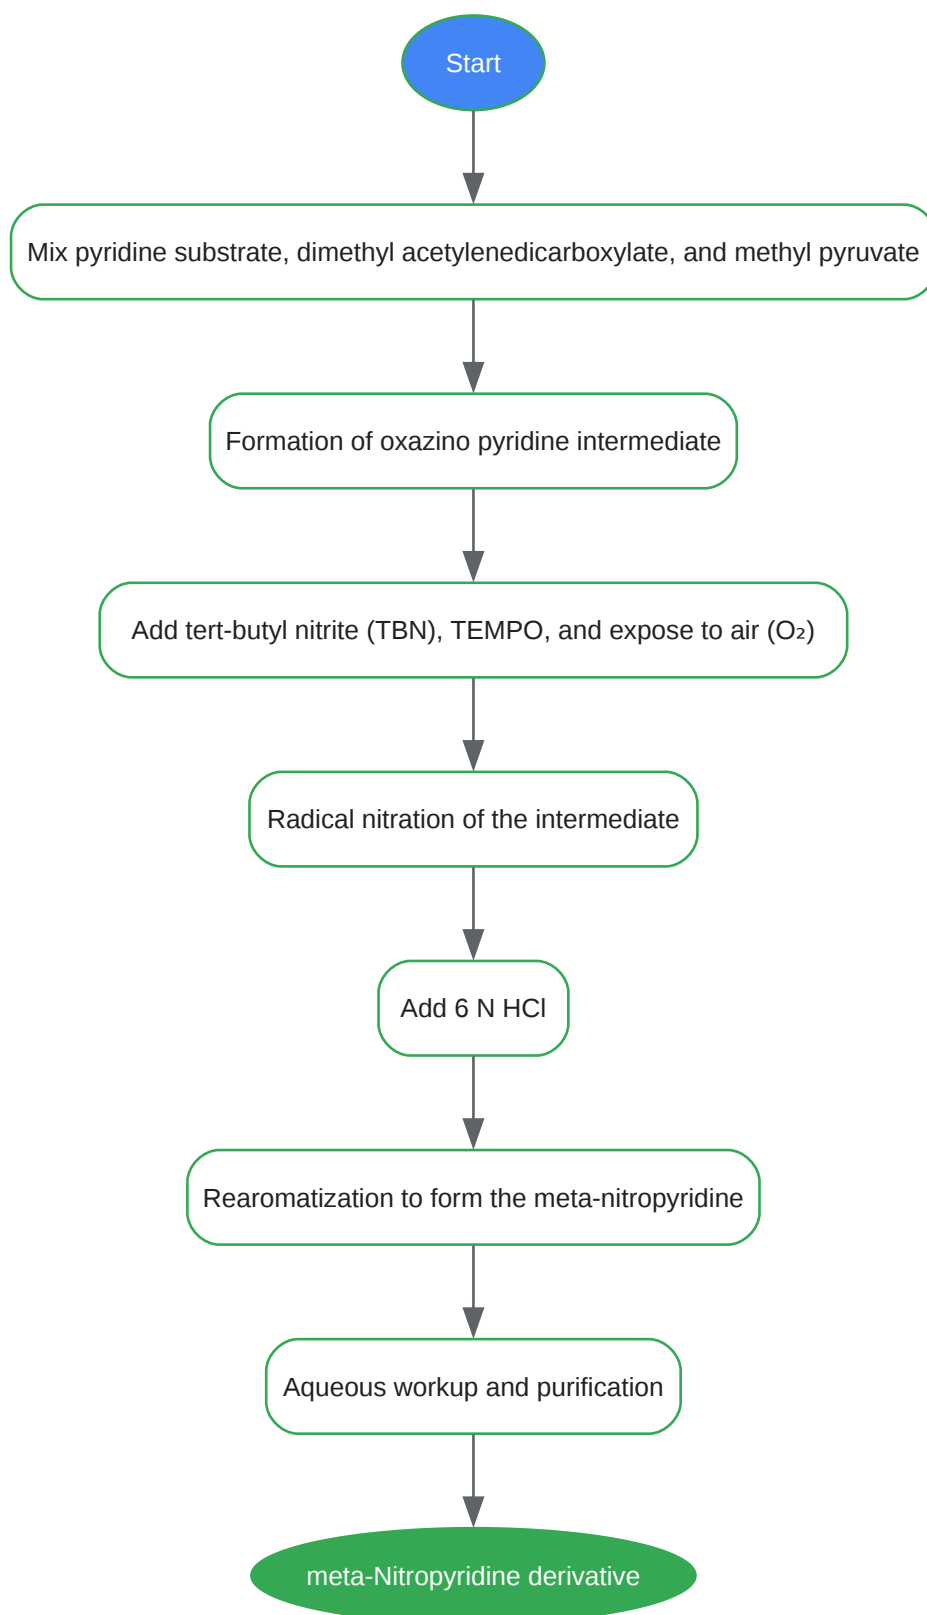 Start
Mix pyridine substrate, dimethyl acetylenedicarboxylate, and methyl pyruvate
Formation of oxazino pyridine intermediate
Add tert-butyl nitrite (TBN), TEMPO, and expose to air (O₂)
Radical nitration of the intermediate
Add 6 N HCl
Rearomatization to form the meta-nitropyridine
Aqueous workup and purification
meta-Nitropyridine derivative